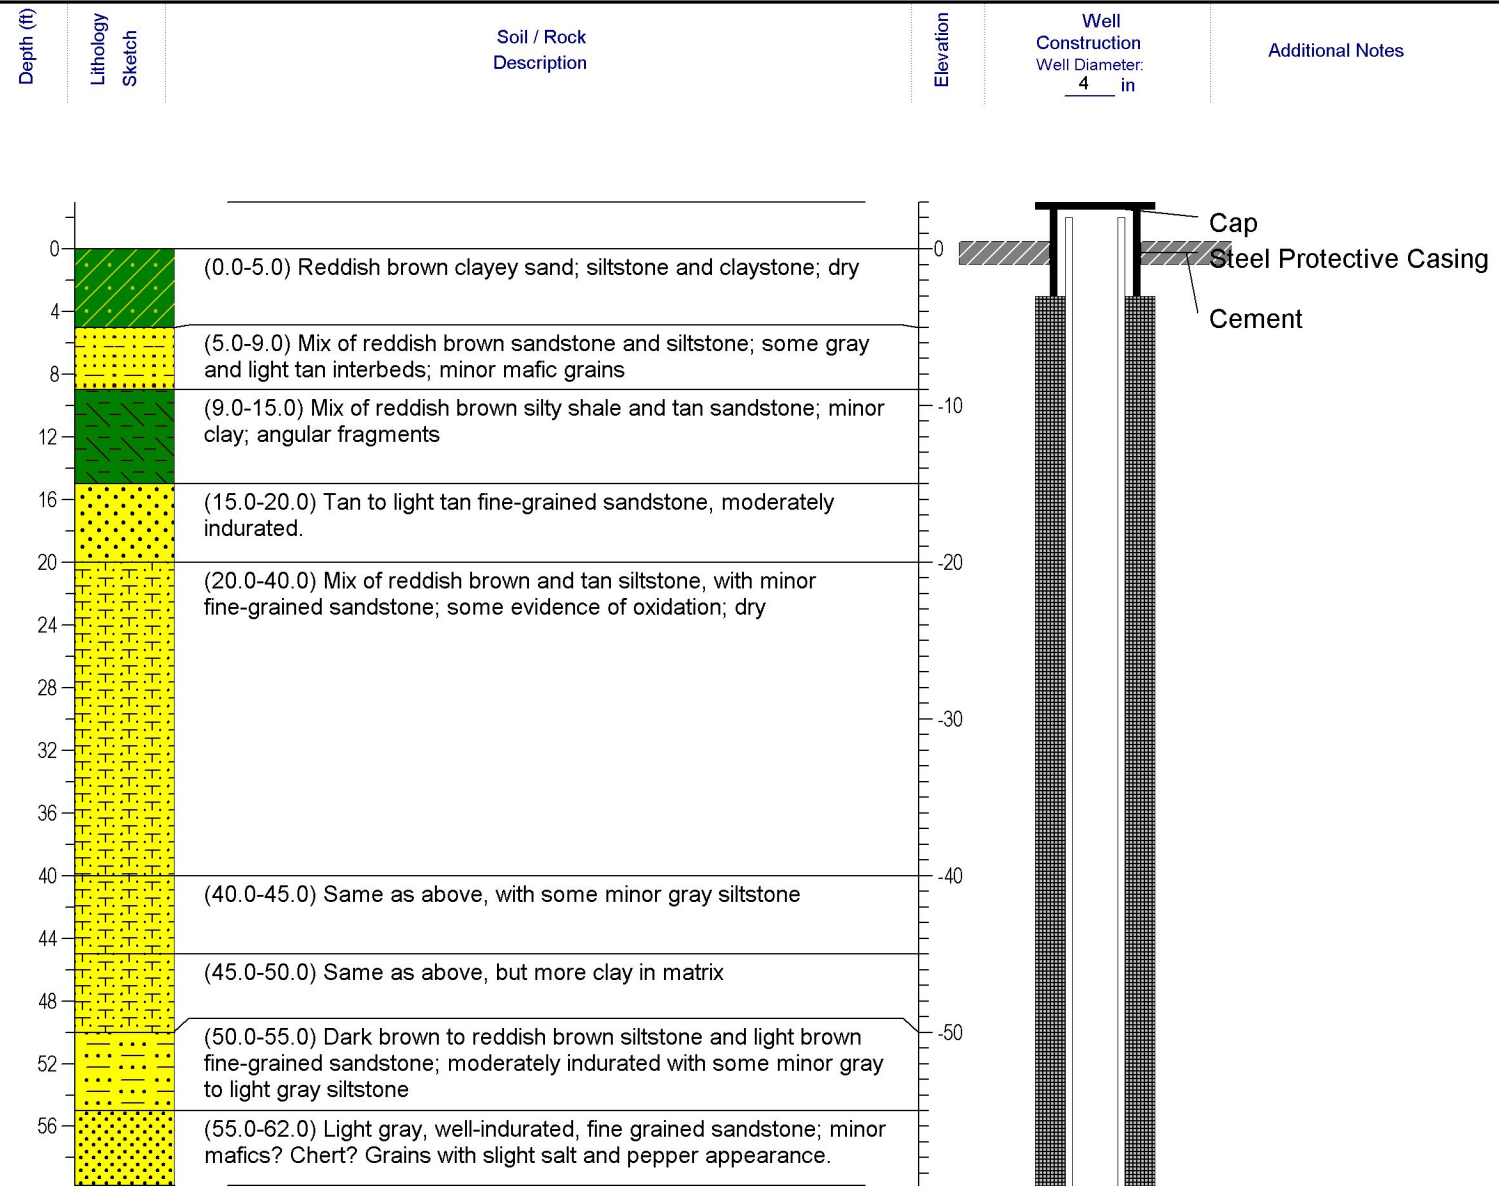 Depth (ft)
Lithology
Sketch
Soil / Rock
Description
Elevation
Well
Construction
Well Diameter:
4 in
Additional Notes
Cap
0
0
Steel Protective Casing
(0.0-5.0) Reddish brown clayey sand; siltstone and claystone; dry
4
Cement
(5.0-9.0) Mix of reddish brown sandstone and siltstone; some gray
and light tan interbeds; minor mafic grains
8
-10
(9.0-15.0) Mix of reddish brown silty shale and tan sandstone; minor
clay; angular fragments
12
16
(15.0-20.0) Tan to light tan fine-grained sandstone, moderately
indurated.
20
-20
(20.0-40.0) Mix of reddish brown and tan siltstone, with minor
fine-grained sandstone; some evidence of oxidation; dry
24
28
-30
32
36
40
-40
(40.0-45.0) Same as above, with some minor gray siltstone
44
(45.0-50.0) Same as above, but more clay in matrix
48
-50
(50.0-55.0) Dark brown to reddish brown siltstone and light brown
fine-grained sandstone; moderately indurated with some minor gray
to light gray siltstone
52
56
(55.0-62.0) Light gray, well-indurated, fine grained sandstone; minor
mafics? Chert? Grains with slight salt and pepper appearance.